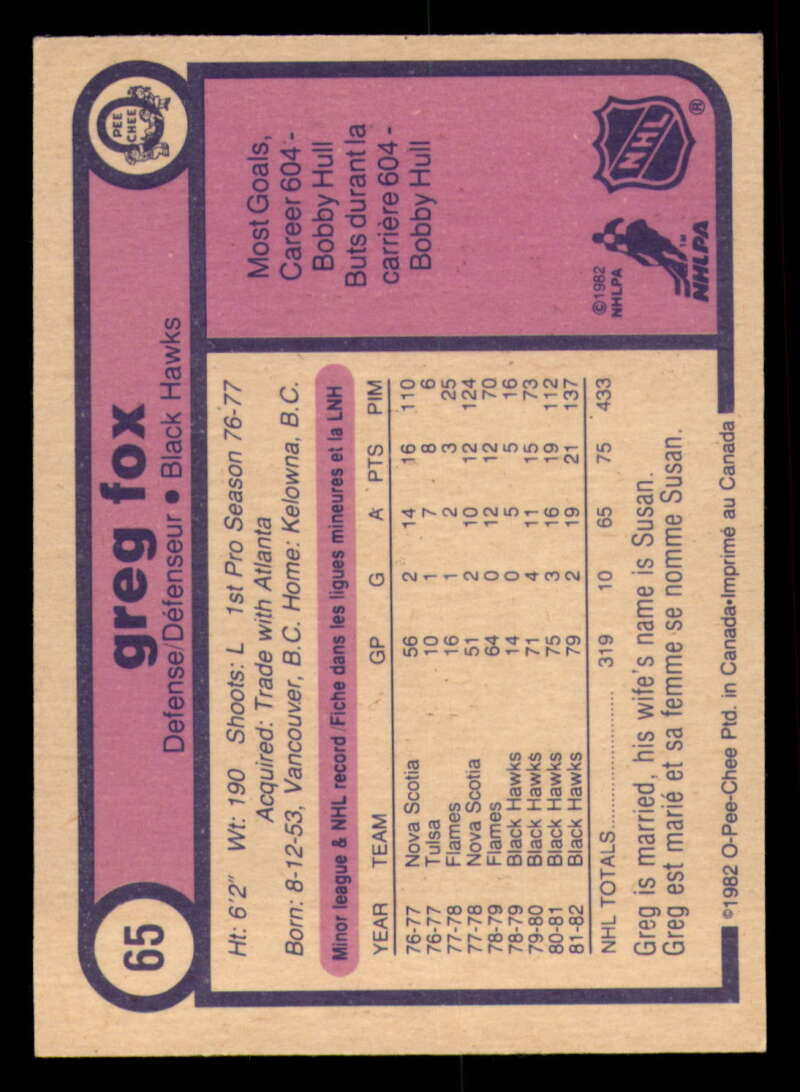 65
greg fox
Defense/Défenseur • Black Hawks
O PEE CHEE
Ht: 6'2" Wt: 190 Shoots: L 1st Pro Season 76-77
Acquired: Trade with Atlanta
Born: 8-12-53, Vancouver, B.C. Home: Kelowna, B.C.
Minor league & NHL record/Fiche dans les ligues mineures et la LNH
YEAR TEAM GP G A PTS PIM
76-77 Nova Scotia 56 2 14 16 110
76-77 Tulsa 10 1 7 8 6
77-78 Flames 16 1 2 3 25
77-78 Nova Scotia 51 2 10 12 124
78-79 Flames 64 0 12 12 70
78-79 Black Hawks 14 0 5 5 16
79-80 Black Hawks 71 4 11 15 73
80-81 Black Hawks 75 3 16 19 112
81-82 Black Hawks 79 2 19 21 137
NHL TOTALS.................... 319 10 65 75 433
Greg is married, his wife's name is Susan.
Greg est marié et sa femme se nomme Susan.
©1982 O-Pee-Chee Ptd. in Canada•Imprimé au Canada
Most Goals,
Career 604 -
Bobby Hull
Buts durant la
carrière 604 -
Bobby Hull
©1982
NHLPA
NHLPA™
NHL®